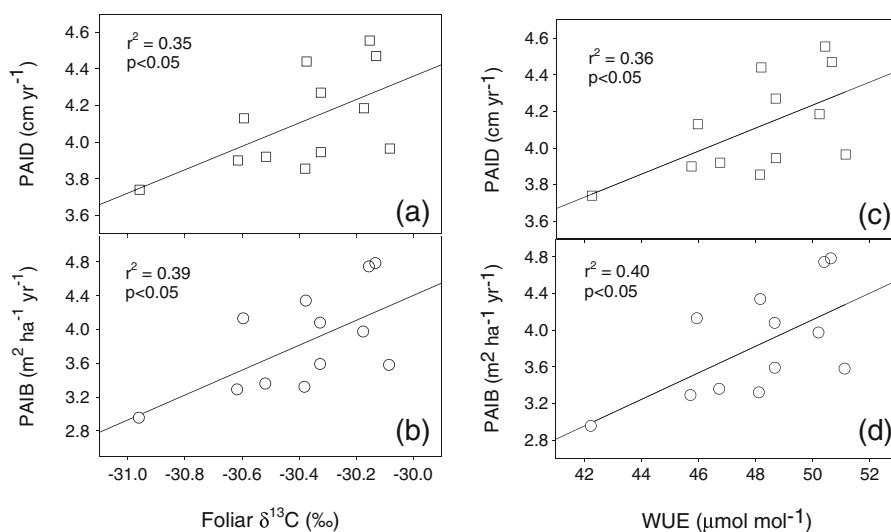 4.6
4.4
4.2
4.0
3.8
3.6
PAID (cm yr⁻¹)
r² = 0.35
p<0.05
(a)
4.6
4.4
4.2
4.0
3.8
3.6
PAID (cm yr⁻¹)
r² = 0.36
p<0.05
(c)
4.8
4.4
4.0
3.6
3.2
2.8
PAIB (m² ha⁻¹ yr⁻¹)
r² = 0.39
p<0.05
(b)
-31.0
-30.8
-30.6
-30.4
-30.2
-30.0
Foliar δ¹³C (‰)
4.8
4.4
4.0
3.6
3.2
2.8
PAIB (m² ha⁻¹ yr⁻¹)
r² = 0.40
p<0.05
(d)
42
44
46
48
50
52
WUE (μmol mol⁻¹)